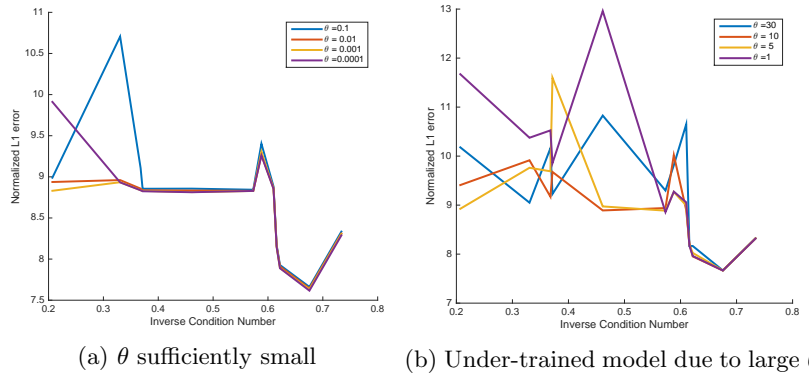 11
10.5
10
9.5
9
8.5
8
7.5
0.2 0.3 0.4 0.5 0.6 0.7 0.8
Normalized L1 error
Inverse Condition Number
θ =0.1
θ = 0.01
θ = 0.001
θ =0.0001
(a) θ sufficiently small
13
12
11
10
9
8
7
0.2 0.3 0.4 0.5 0.6 0.7 0.8
Normalized L1 error
Inverse Condition Number
θ =30
θ = 10
θ = 5
θ =1
(b) Under-trained model due to large